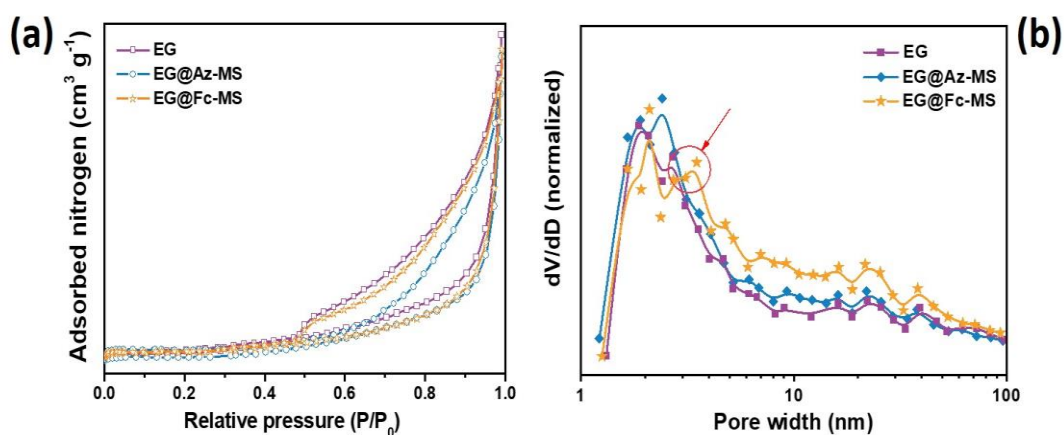 (a)
EG
EG@Az-MS
EG@Fc-MS
Adsorbed nitrogen (cm³ g⁻¹)
0.0 0.2 0.4 0.6 0.8 1.0
Relative pressure (P/P₀)
(b)
EG
EG@Az-MS
EG@Fc-MS
dV/dD (normalized)
1 10 100
Pore width (nm)